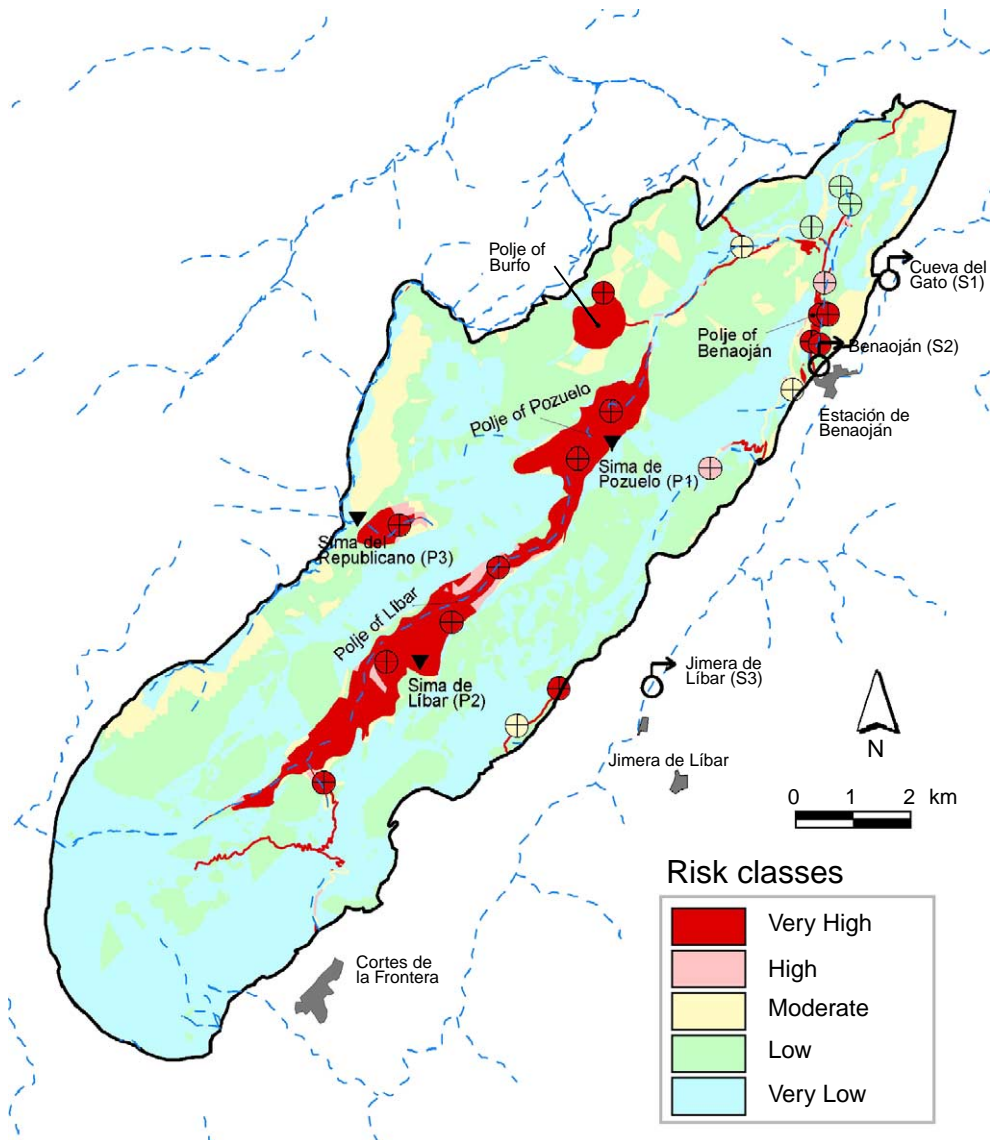 Polje of
Burfo
Cueva del
Gato (S1)
Polje of
Benaoján
Benaoján (S2)
Estación de
Benaoján
Polje of Pozuelo
Sima de
Pozuelo (P1)
Sima del
Republicano (P3)
Polje of Líbar
Sima de
Líbar (P2)
Jimera de
Líbar (S3)
N
Jimera de Líbar
0 1 2 km
Cortes de
la Frontera
Risk classes
Very High
High
Moderate
Low
Very Low